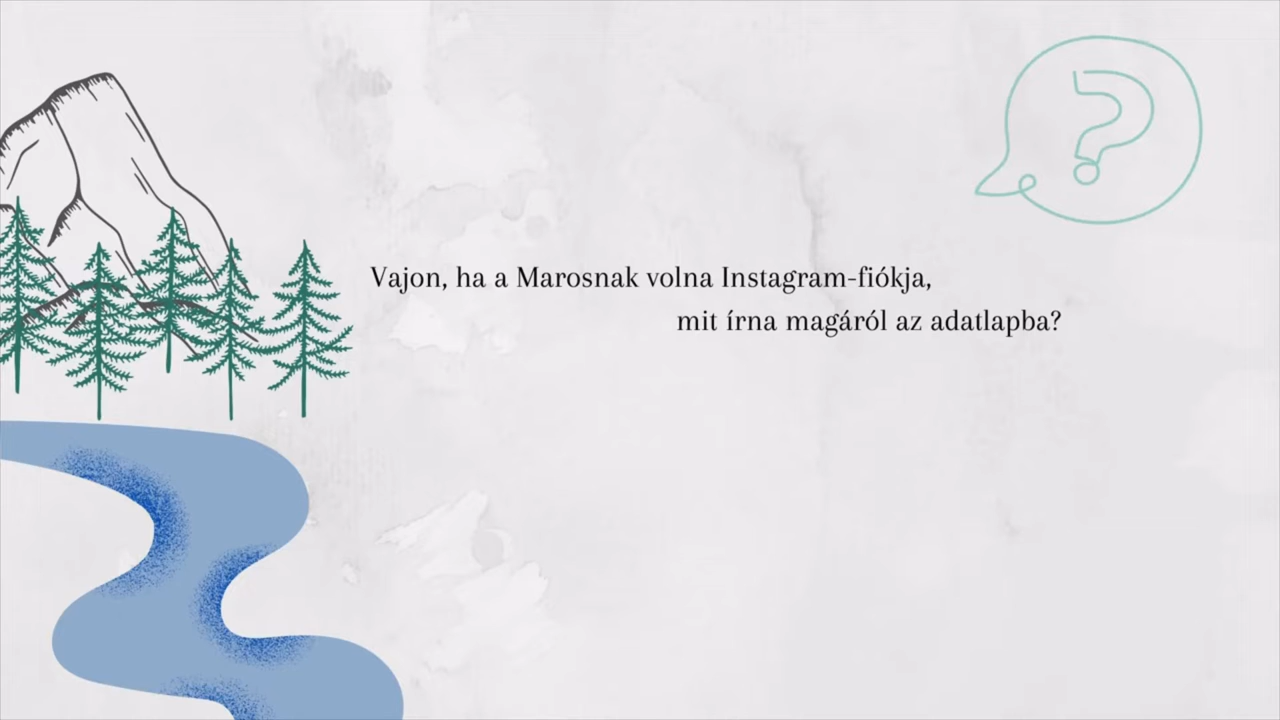 Vajon, ha a Marosnak volna Instagram-fiókja,
mit írna magáról az adatlapba?